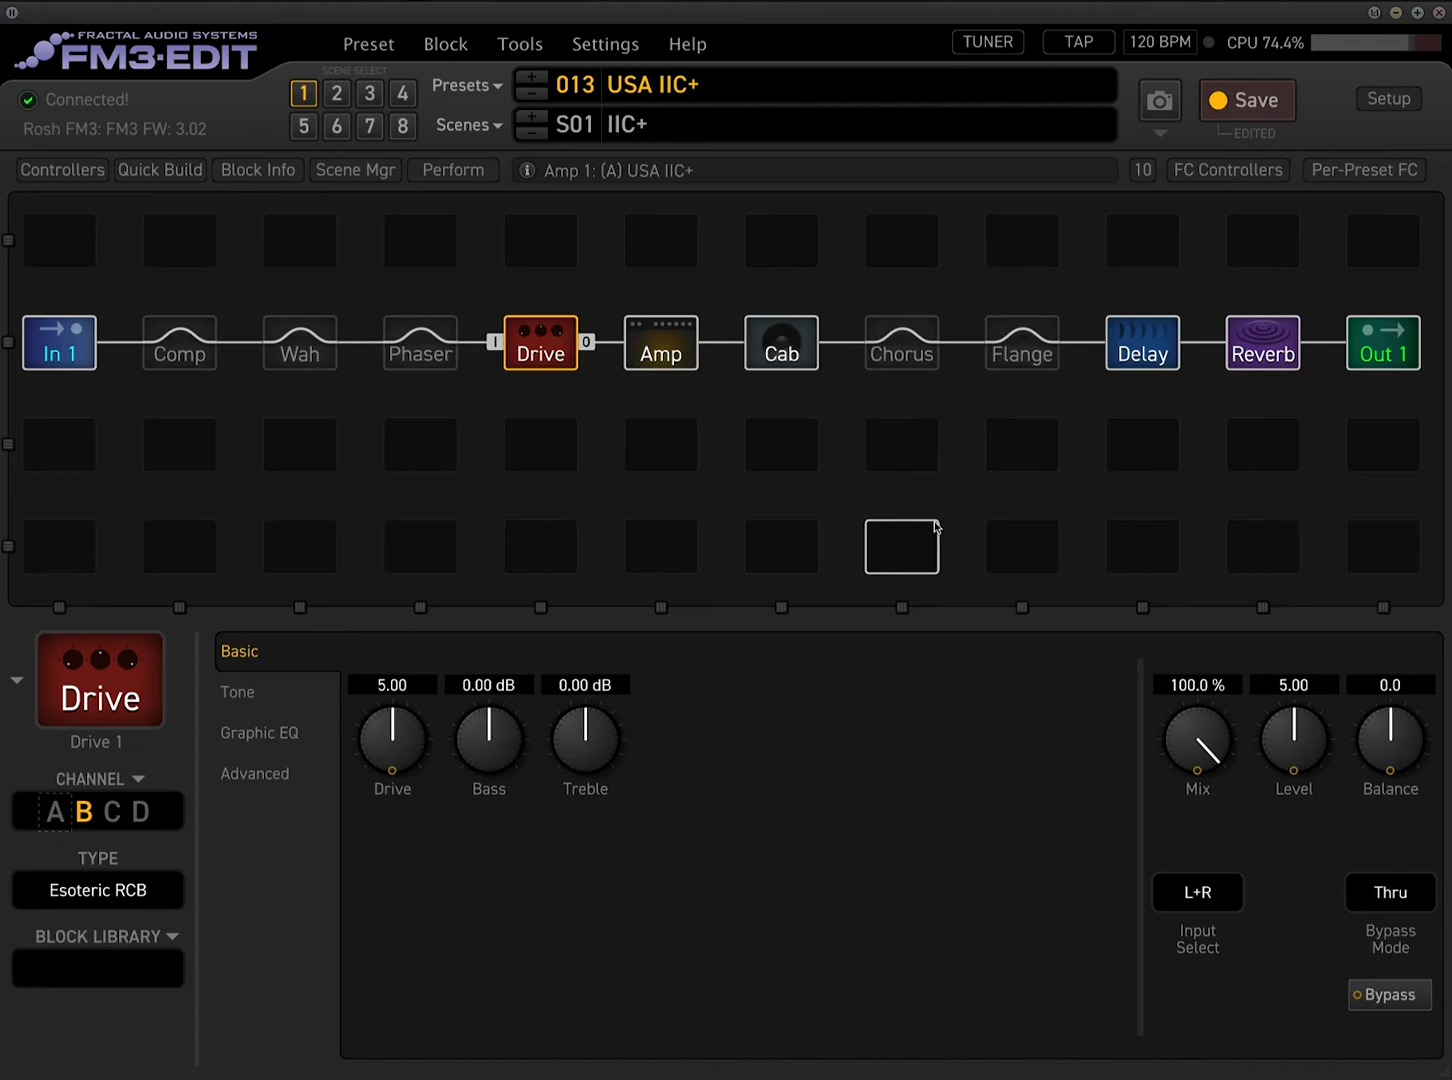 FRACTAL AUDIO SYSTEMS
FM3·EDIT
Preset Block Tools Settings Help
TUNER TAP 120 BPM CPU 74.4%
Connected!
Rosh FM3: FM3 FW: 3.02
SCENE SELECT
1 2 3 4
5 6 7 8
Presets + − 013 USA IIC+
Scenes + − S01 IIC+
Save
EDITED
Setup
Controllers Quick Build Block Info Scene Mgr Perform Amp 1: (A) USA IIC+ 10 FC Controllers Per-Preset FC
In 1 Comp Wah Phaser I Drive O Amp Cab Chorus Flange Delay Reverb Out 1
Drive
Drive 1
CHANNEL
A B C D
TYPE
Esoteric RCB
BLOCK LIBRARY
Basic
Tone
Graphic EQ
Advanced
5.00 0.00 dB 0.00 dB
Drive Bass Treble
100.0 % 5.00 0.0
Mix Level Balance
L+R Thru
Input Select
Bypass Mode
Bypass